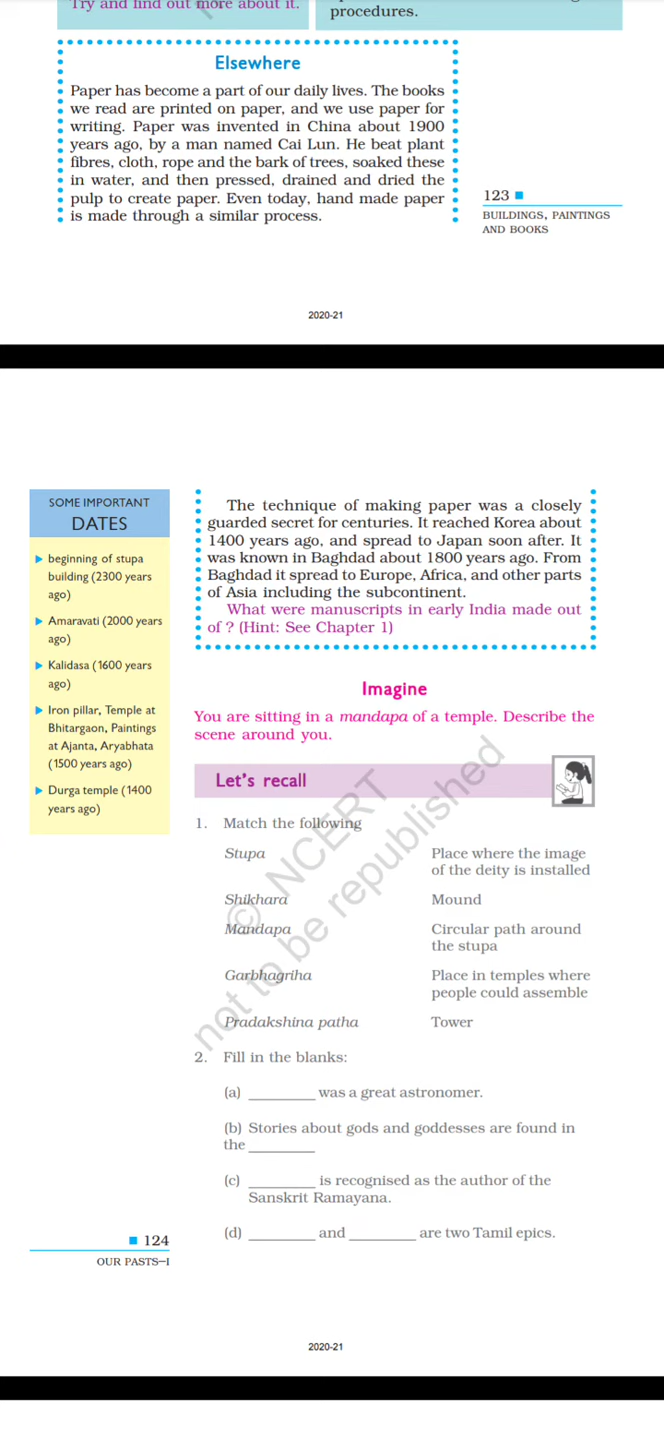 Try and find out more about it.
procedures.
Elsewhere
Paper has become a part of our daily lives. The books
we read are printed on paper, and we use paper for
writing. Paper was invented in China about 1900
years ago, by a man named Cai Lun. He beat plant
fibres, cloth, rope and the bark of trees, soaked these
in water, and then pressed, drained and dried the
pulp to create paper. Even today, hand made paper
is made through a similar process.
123
BUILDINGS, PAINTINGS
AND BOOKS
2020-21
SOME IMPORTANT
DATES
beginning of stupa
building (2300 years
ago)
Amaravati (2000 years
ago)
Kalidasa (1600 years
ago)
Iron pillar, Temple at
Bhitargaon, Paintings
at Ajanta, Aryabhata
(1500 years ago)
Durga temple (1400
years ago)
The technique of making paper was a closely
guarded secret for centuries. It reached Korea about
1400 years ago, and spread to Japan soon after. It
was known in Baghdad about 1800 years ago. From
Baghdad it spread to Europe, Africa, and other parts
of Asia including the subcontinent.
What were manuscripts in early India made out
of ? (Hint: See Chapter 1)
Imagine
You are sitting in a mandapa of a temple. Describe the
scene around you.
Let's recall
1. Match the following
Stupa Place where the image
of the deity is installed
Shikhara Mound
Mandapa Circular path around
the stupa
Garbhagriha Place in temples where
people could assemble
Pradakshina patha Tower
2. Fill in the blanks:
(a) ________ was a great astronomer.
(b) Stories about gods and goddesses are found in
the ________
(c) ________ is recognised as the author of the
Sanskrit Ramayana.
(d) ________ and ________ are two Tamil epics.
© NCERT
not to be republished
124
OUR PASTS–I
2020-21